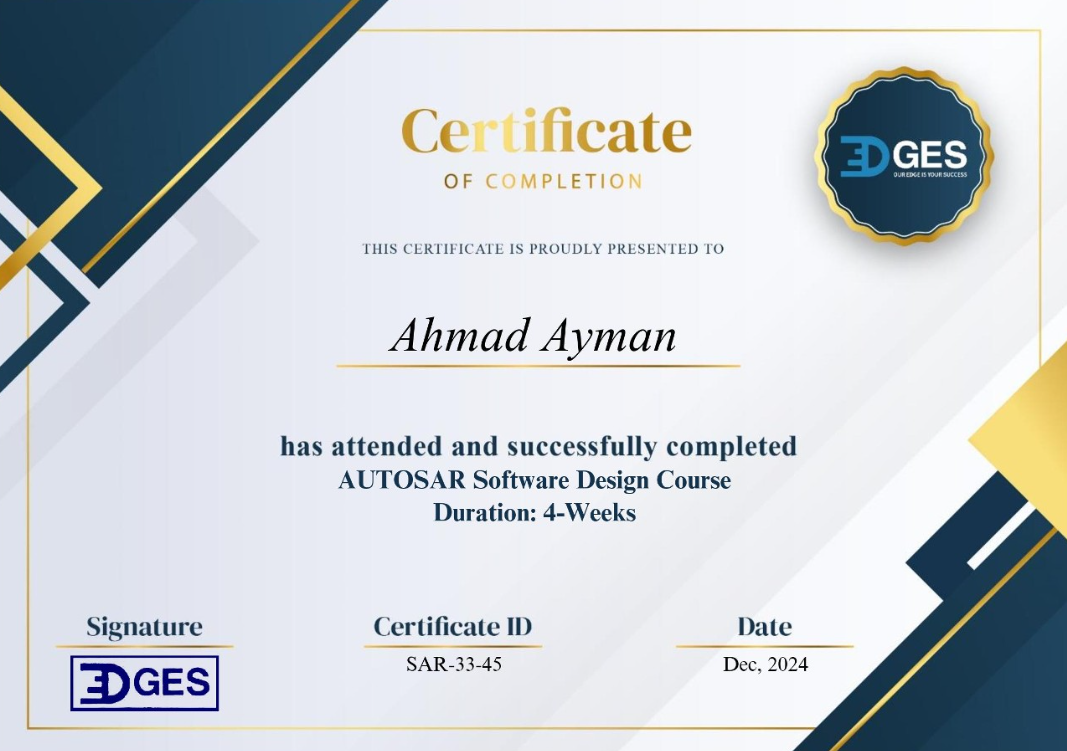 Certificate
OF COMPLETION
EDGES
OUR EDGE IS YOUR SUCCESS
THIS CERTIFICATE IS PROUDLY PRESENTED TO
Ahmad Ayman
has attended and successfully completed
AUTOSAR Software Design Course
Duration: 4-Weeks
Signature
EDGES
Certificate ID
SAR-33-45
Date
Dec, 2024